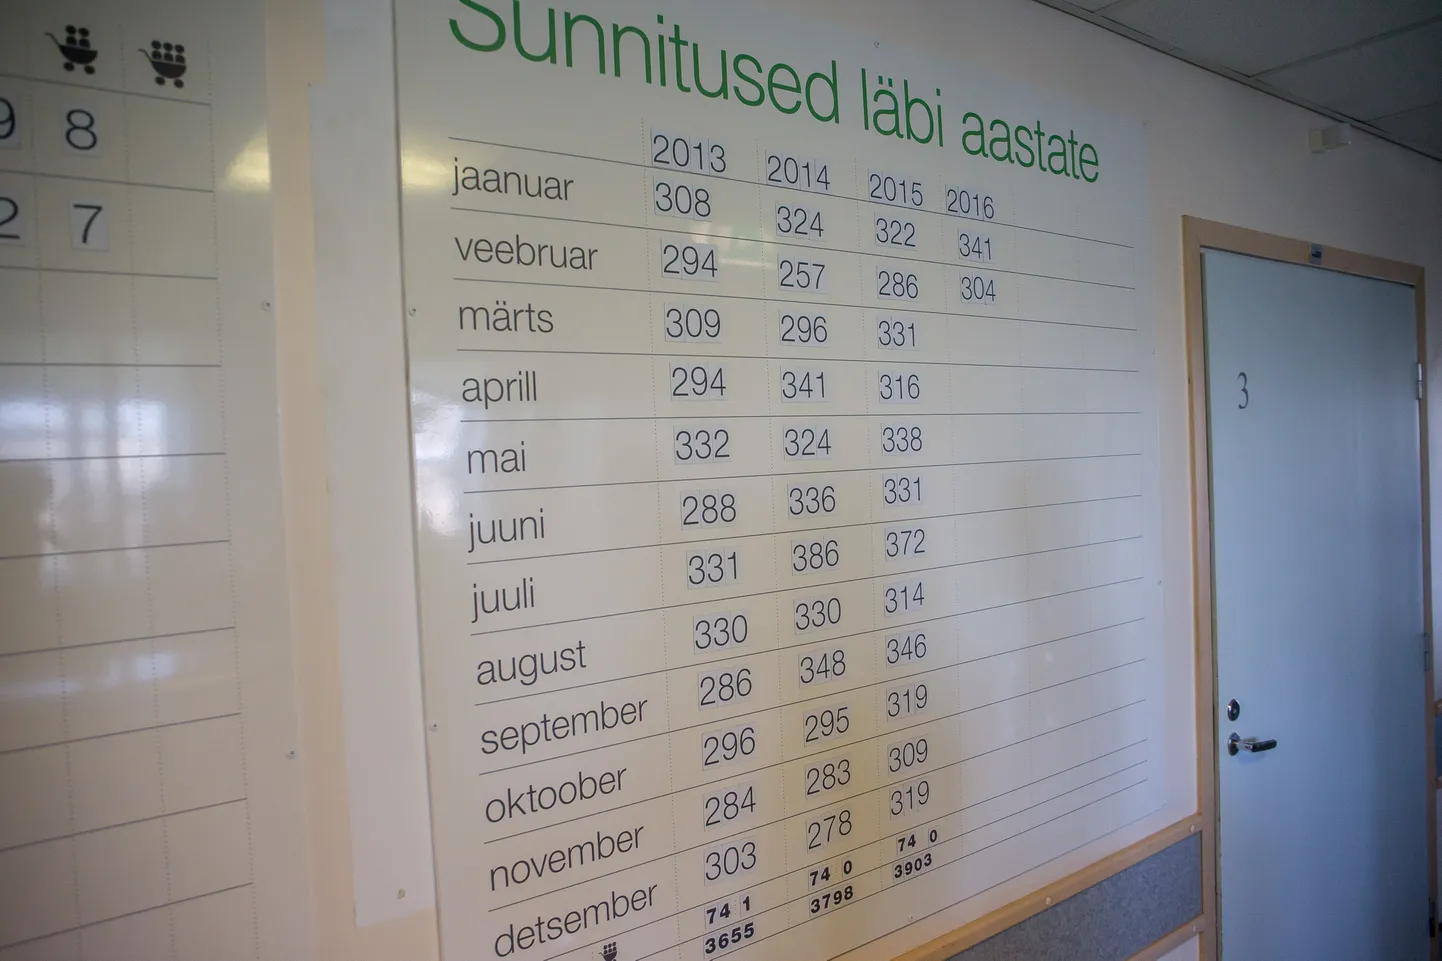 8
7
Sünnitused läbi aastate
2013 2014 2015 2016
jaanuar 308 324 322 341
veebruar 294 257 286 304
märts 309 296 331
aprill 294 341 316
mai 332 324 338
juuni 288 336 331
juuli 331 386 372
august 330 330 314
september 286 348 346
oktoober 296 295 319
november 284 283 309
detsember 303 278 319
74 1 74 0 74 0
3655 3798 3903
3